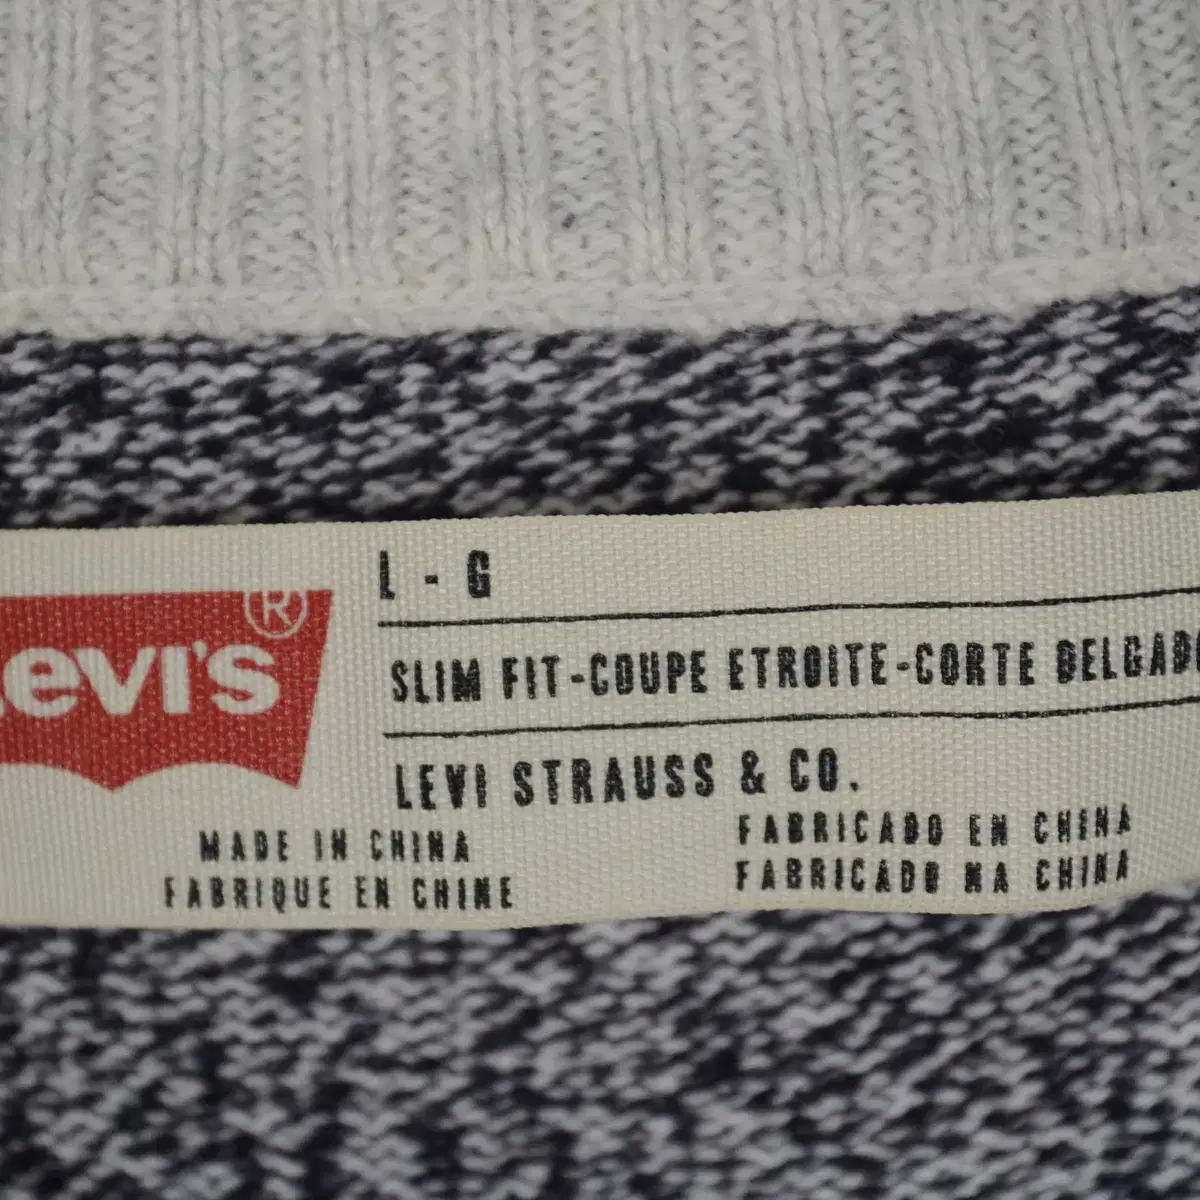 Levi's®
L - G
SLIM FIT-COUPE ETROITE-CORTE
LEVI STRAUSS & CO.
MADE IN CHINA
FABRIQUE EN CHINE
FABRICADO EN CHINA
FABRICADO NA CHINA